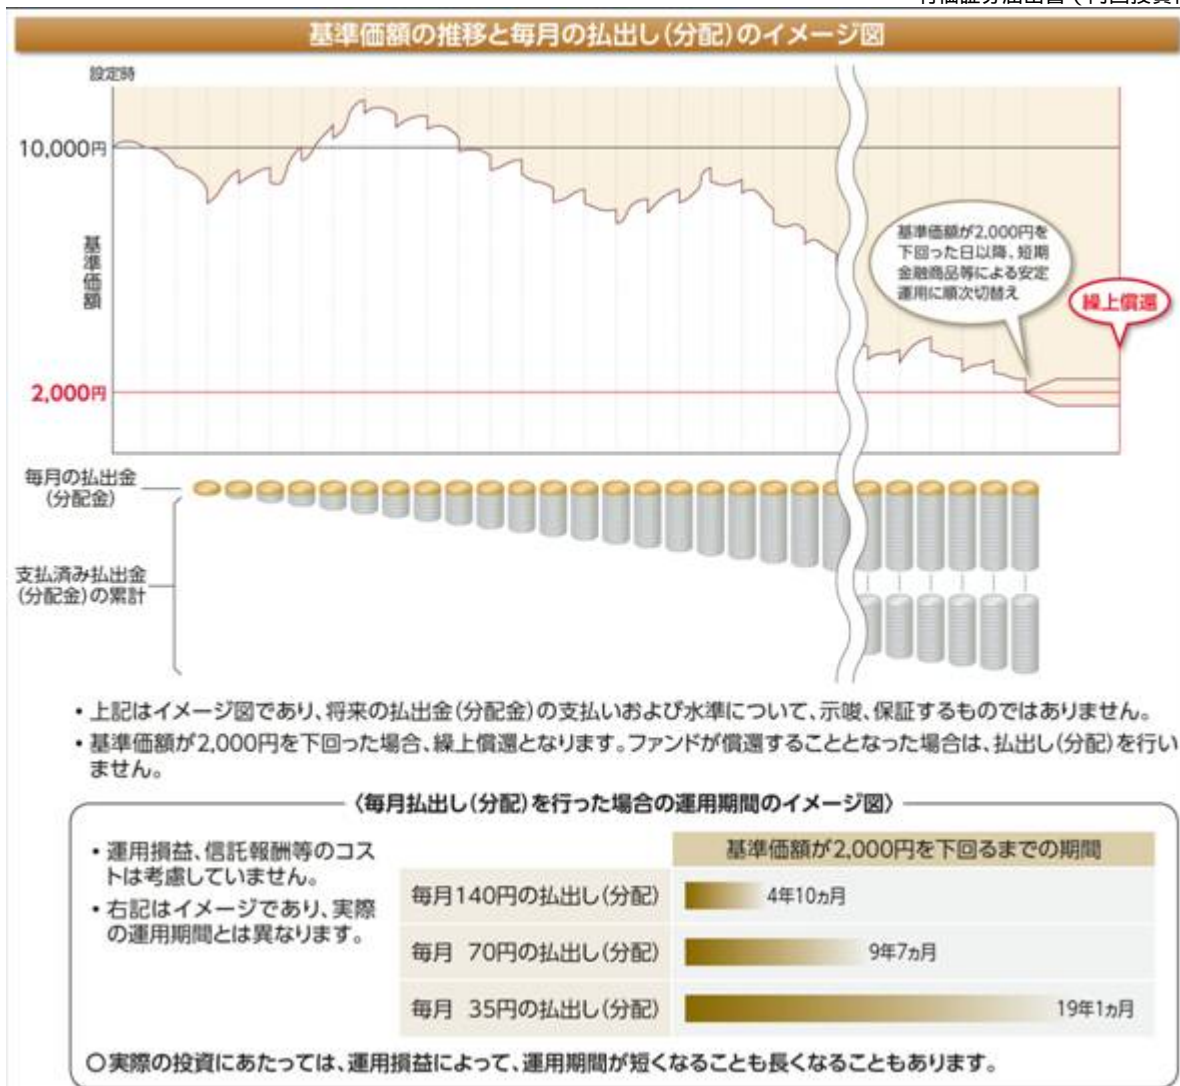 基準価額の推移と毎月の払出し(分配)のイメージ図
設定時
10,000円
基準価額
基準価額が2,000円を
下回った日以降、短期
金融商品等による安定
運用に順次切替え
繰上償還
2,000円
毎月の払出金
(分配金)
支払済み払出金
(分配金)の累計
・上記はイメージ図であり、将来の払出金(分配金)の支払いおよび水準について、示唆、保証するものではありません。
・基準価額が2,000円を下回った場合、繰上償還となります。ファンドが償還することとなった場合は、払出し(分配)を行い
ません。
〈毎月払出し(分配)を行った場合の運用期間のイメージ図〉
・運用損益、信託報酬等のコス
トは考慮していません。
・右記はイメージであり、実際
の運用期間とは異なります。
基準価額が2,000円を下回るまでの期間
毎月140円の払出し(分配) 4年10ヵ月
毎月 70円の払出し(分配) 9年7ヵ月
毎月 35円の払出し(分配) 19年1ヵ月
○実際の投資にあたっては、運用損益によって、運用期間が短くなることも長くなることもあります。